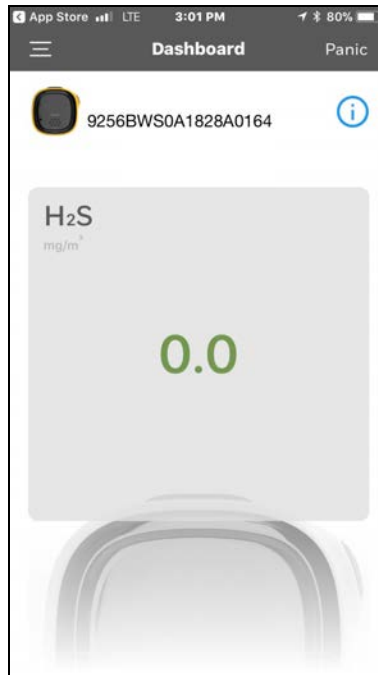 App Store LTE 3:01 PM 80%
Dashboard Panic
9256BWS0A1828A0164
H₂S
mg/m³
0.0